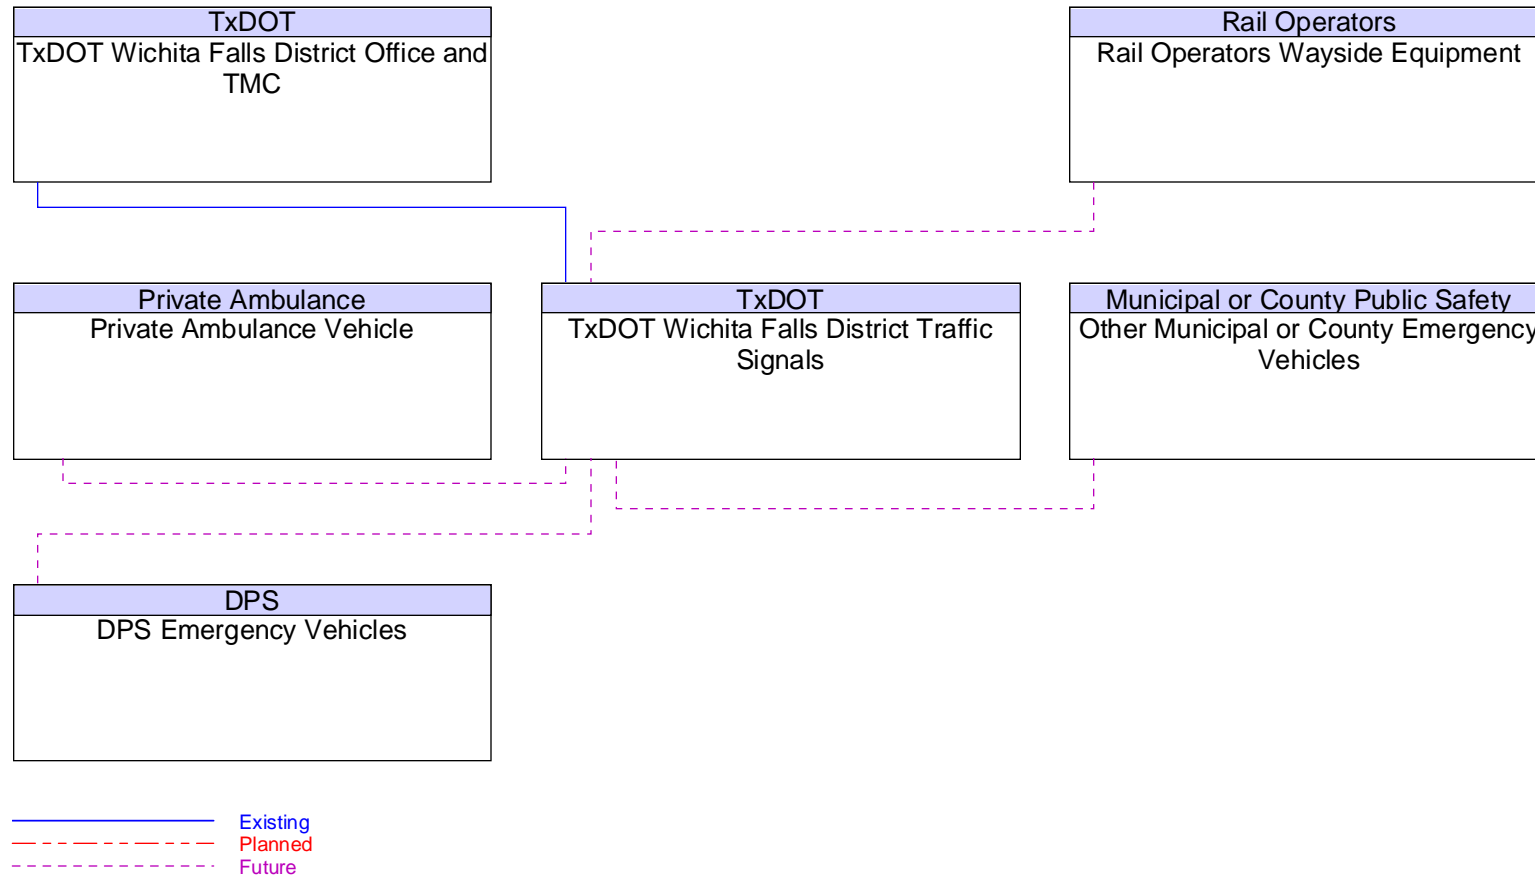 TxDOT
TxDOT Wichita Falls District Office and
TMC
Rail Operators
Rail Operators Wayside Equipment
Private Ambulance
Private Ambulance Vehicle
TxDOT
TxDOT Wichita Falls District Traffic
Signals
Municipal or County Public Safety
Other Municipal or County Emergency
Vehicles
DPS
DPS Emergency Vehicles
Existing
Planned
Future